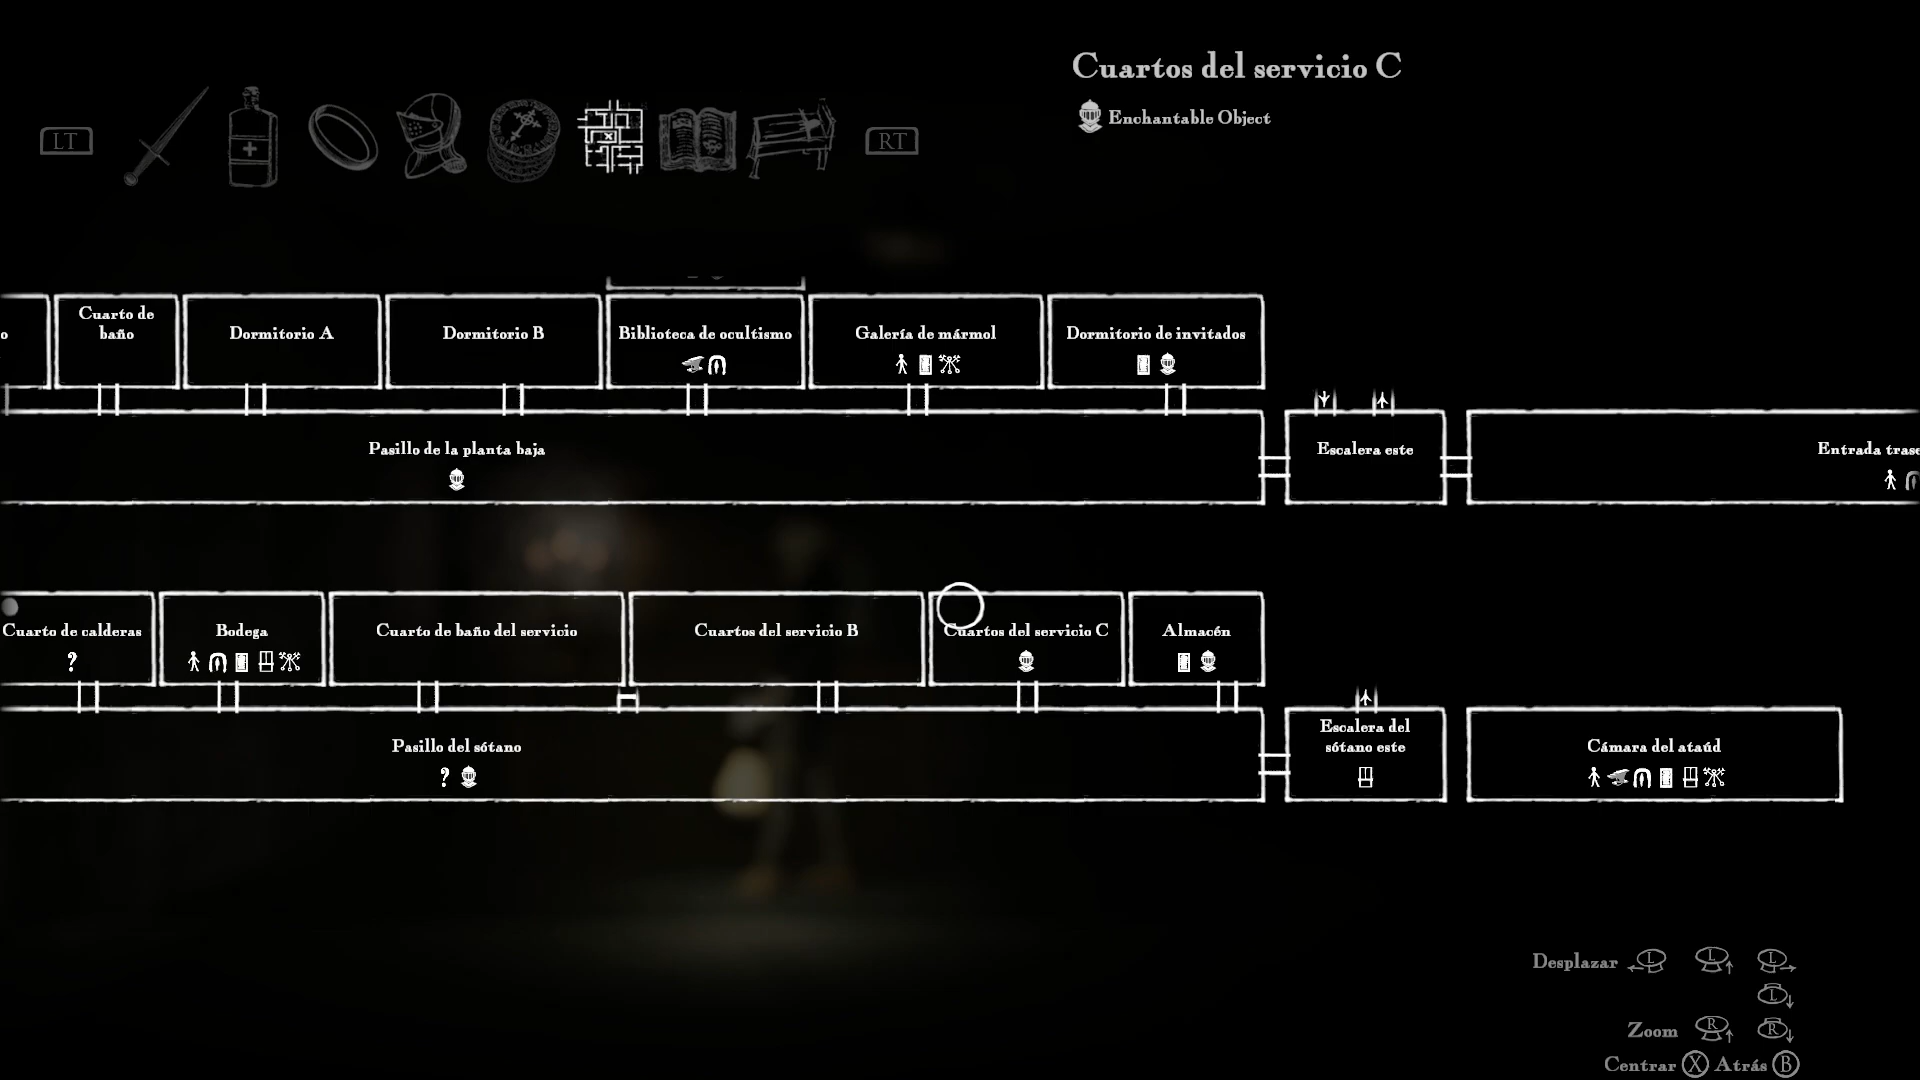 Cuartos del servicio C
LT
RT
Enchantable Object
o
Cuarto de
baño
Dormitorio A
Dormitorio B
Biblioteca de ocultismo
Galería de mármol
Dormitorio de invitados
Pasillo de la planta baja
Escalera este
Entrada trase
Cuarto de calderas
?
Bodega
Cuarto de baño del servicio
Cuartos del servicio B
Cuartos del servicio C
Almacén
Pasillo del sótano
?
Escalera del
sótano este
Cámara del ataúd
Desplazar L L L
L
Zoom R R
Centrar X Atrás B